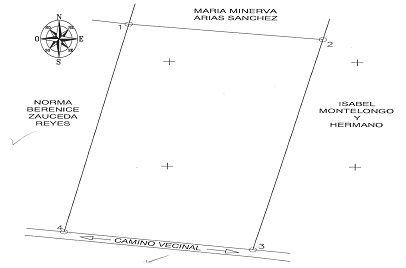 MARIA MINERVA
ARIAS SANCHEZ
N
O
E
S
1
2
NORMA
BERENICE
ZAUCEDA
REYES
ISABEL
MONTELONGO
Y
HERMANO
4
CAMINO VECINAL
3